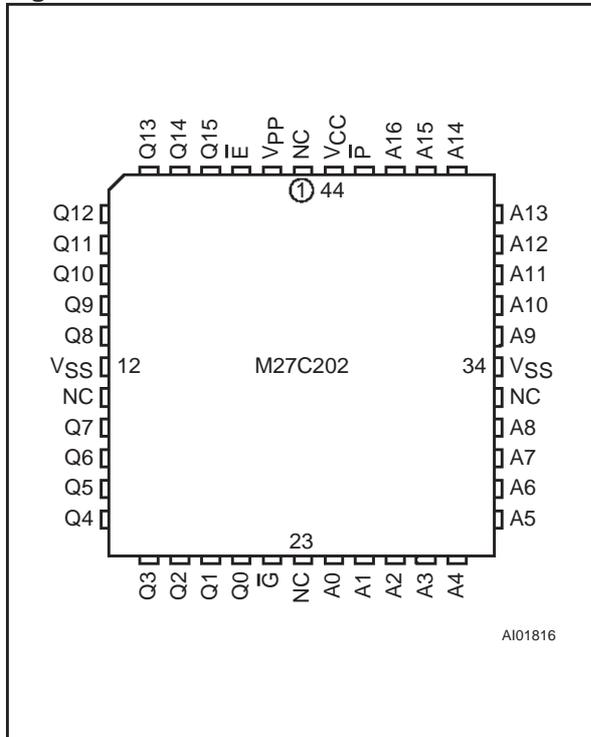 Q13 Q14 Q15 E̅ VPP NC VCC P̅ A16 A15 A14
1 44
Q12 A13
Q11 A12
Q10 A11
Q9 A10
Q8 A9
VSS 12 M27C202 34 VSS
NC NC
Q7 A8
Q6 A7
Q5 A6
Q4 A5
23
Q3 Q2 Q1 Q0 G̅ NC A0 A1 A2 A3 A4
AI01816